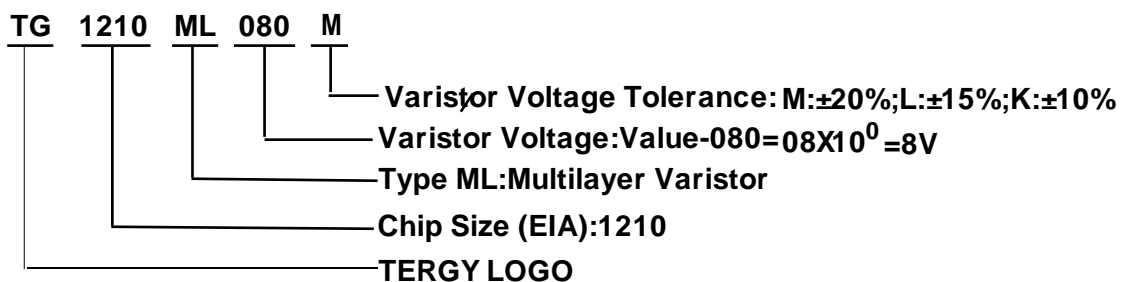 TG 1210 ML 080 M
Varistor Voltage Tolerance: M:±20%;L:±15%;K:±10%
Varistor Voltage:Value-080=08X10⁰=8V
Type ML:Multilayer Varistor
Chip Size (EIA):1210
TERGY LOGO